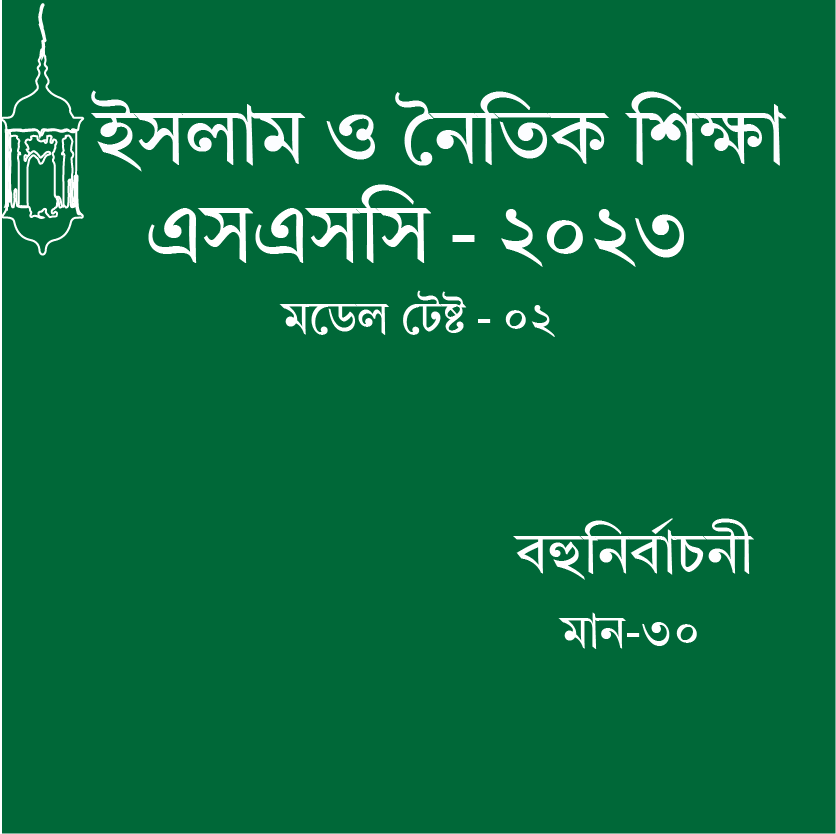 ইসলাম ও নৈতিক শিক্ষা
এসএসসি - ২০২৩
মডেল টেষ্ট - ০২
বহুনির্বাচনী
মান-৩০